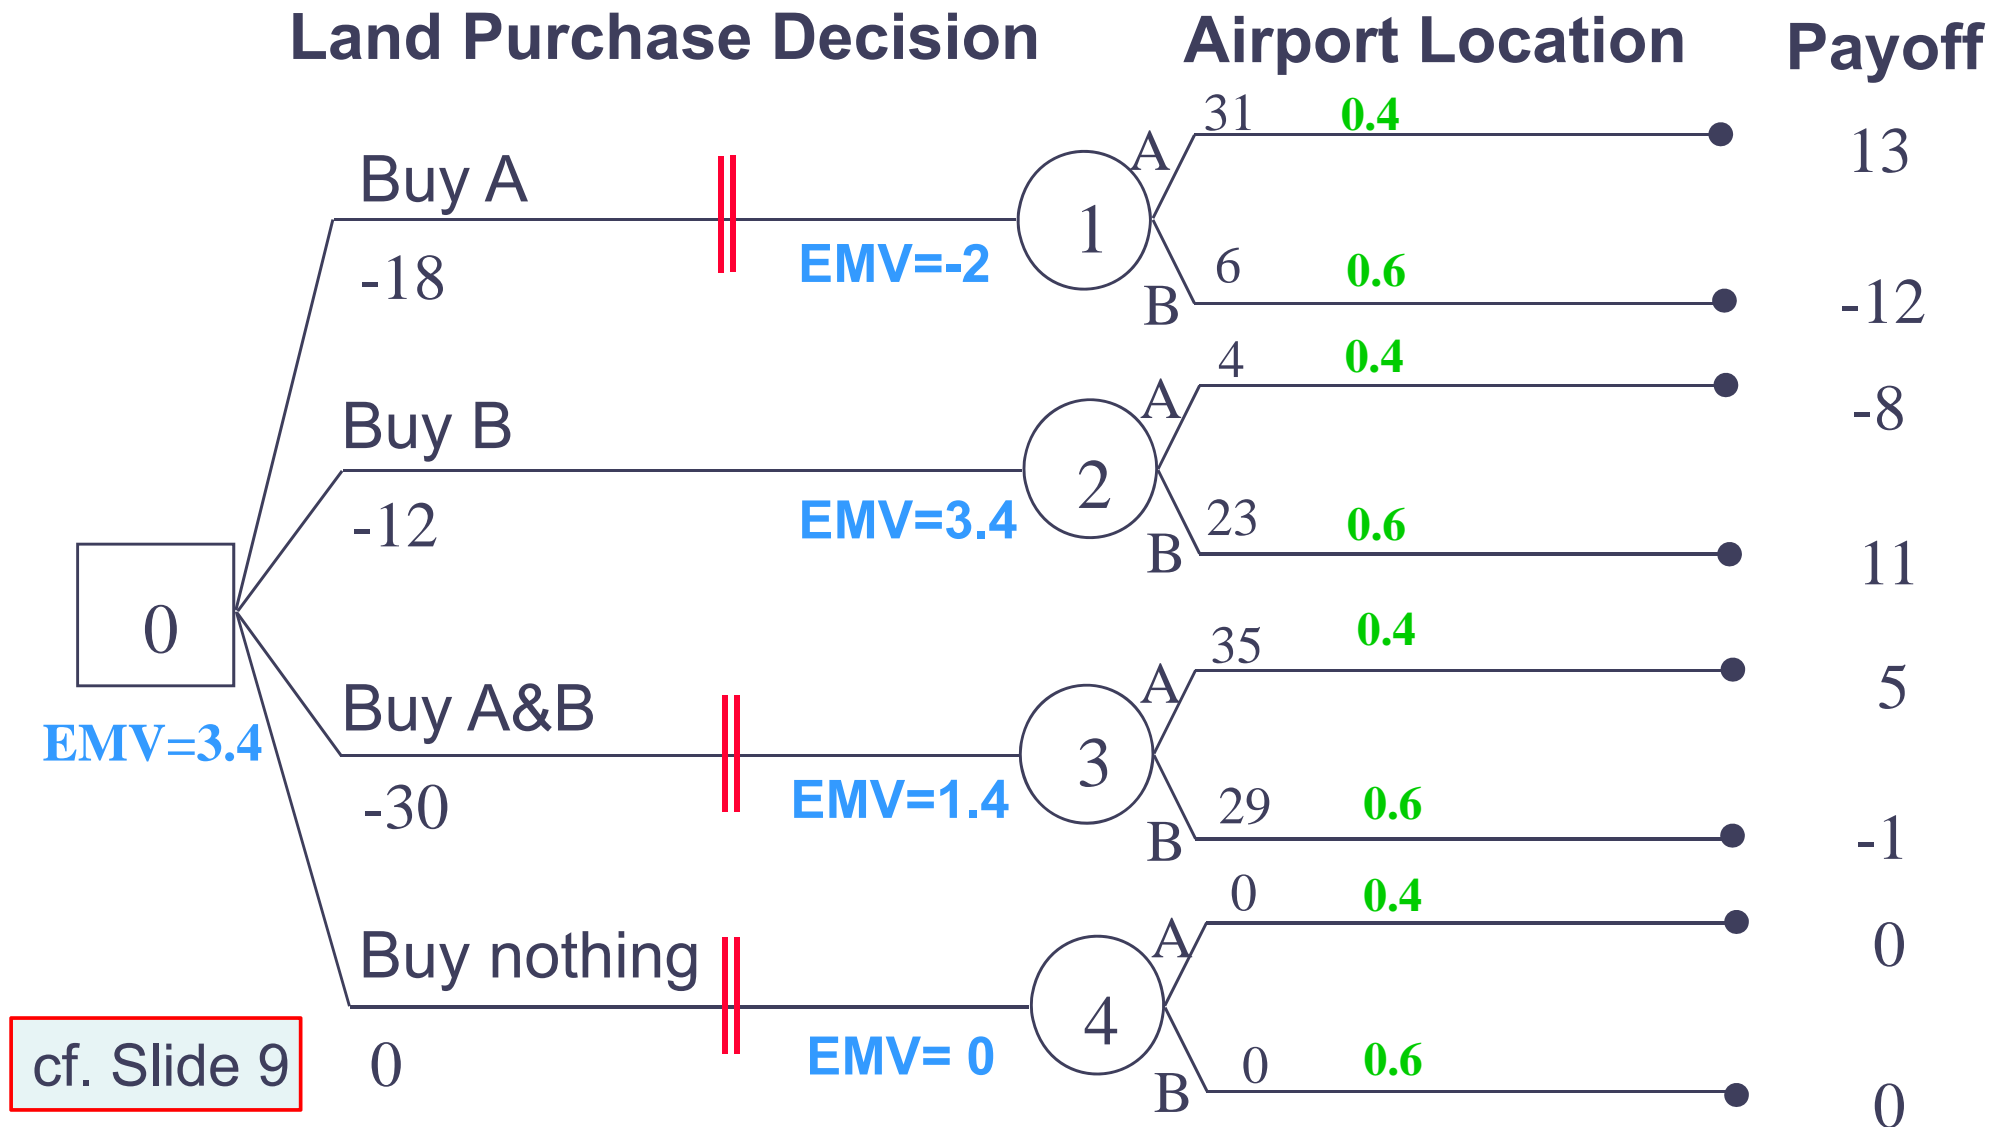 Land Purchase Decision Airport Location Payoff
31 0.4
A 13
Buy A
1
-18 EMV=-2
6 0.6
B -12
4 0.4
A -8
Buy B
2
-12 EMV=3.4
23 0.6
B 11
0
EMV=3.4
35 0.4
A 5
Buy A&B
3
-30 EMV=1.4
29 0.6
B -1
0 0.4
A 0
Buy nothing
4
0 EMV= 0
0 0.6
B 0
cf. Slide 9